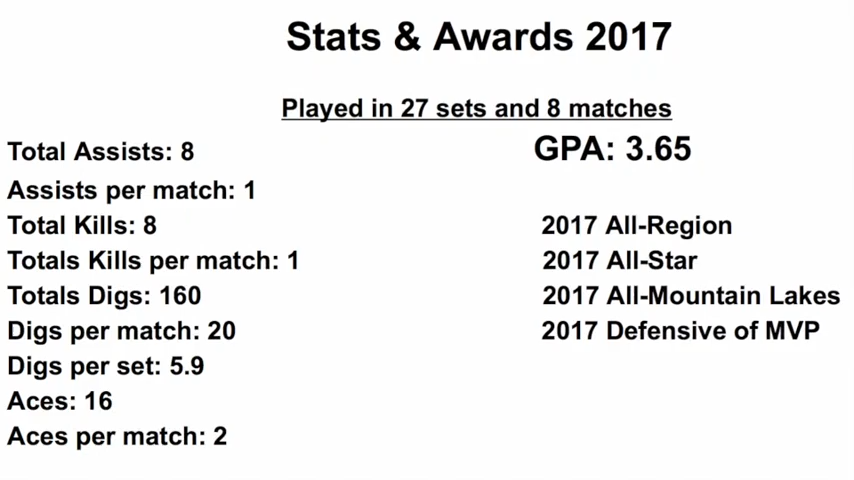 Stats & Awards 2017
Played in 27 sets and 8 matches
Total Assists: 8
GPA: 3.65
Assists per match: 1
Total Kills: 8
2017 All-Region
Totals Kills per match: 1
2017 All-Star
Totals Digs: 160
2017 All-Mountain Lakes
Digs per match: 20
2017 Defensive of MVP
Digs per set: 5.9
Aces: 16
Aces per match: 2